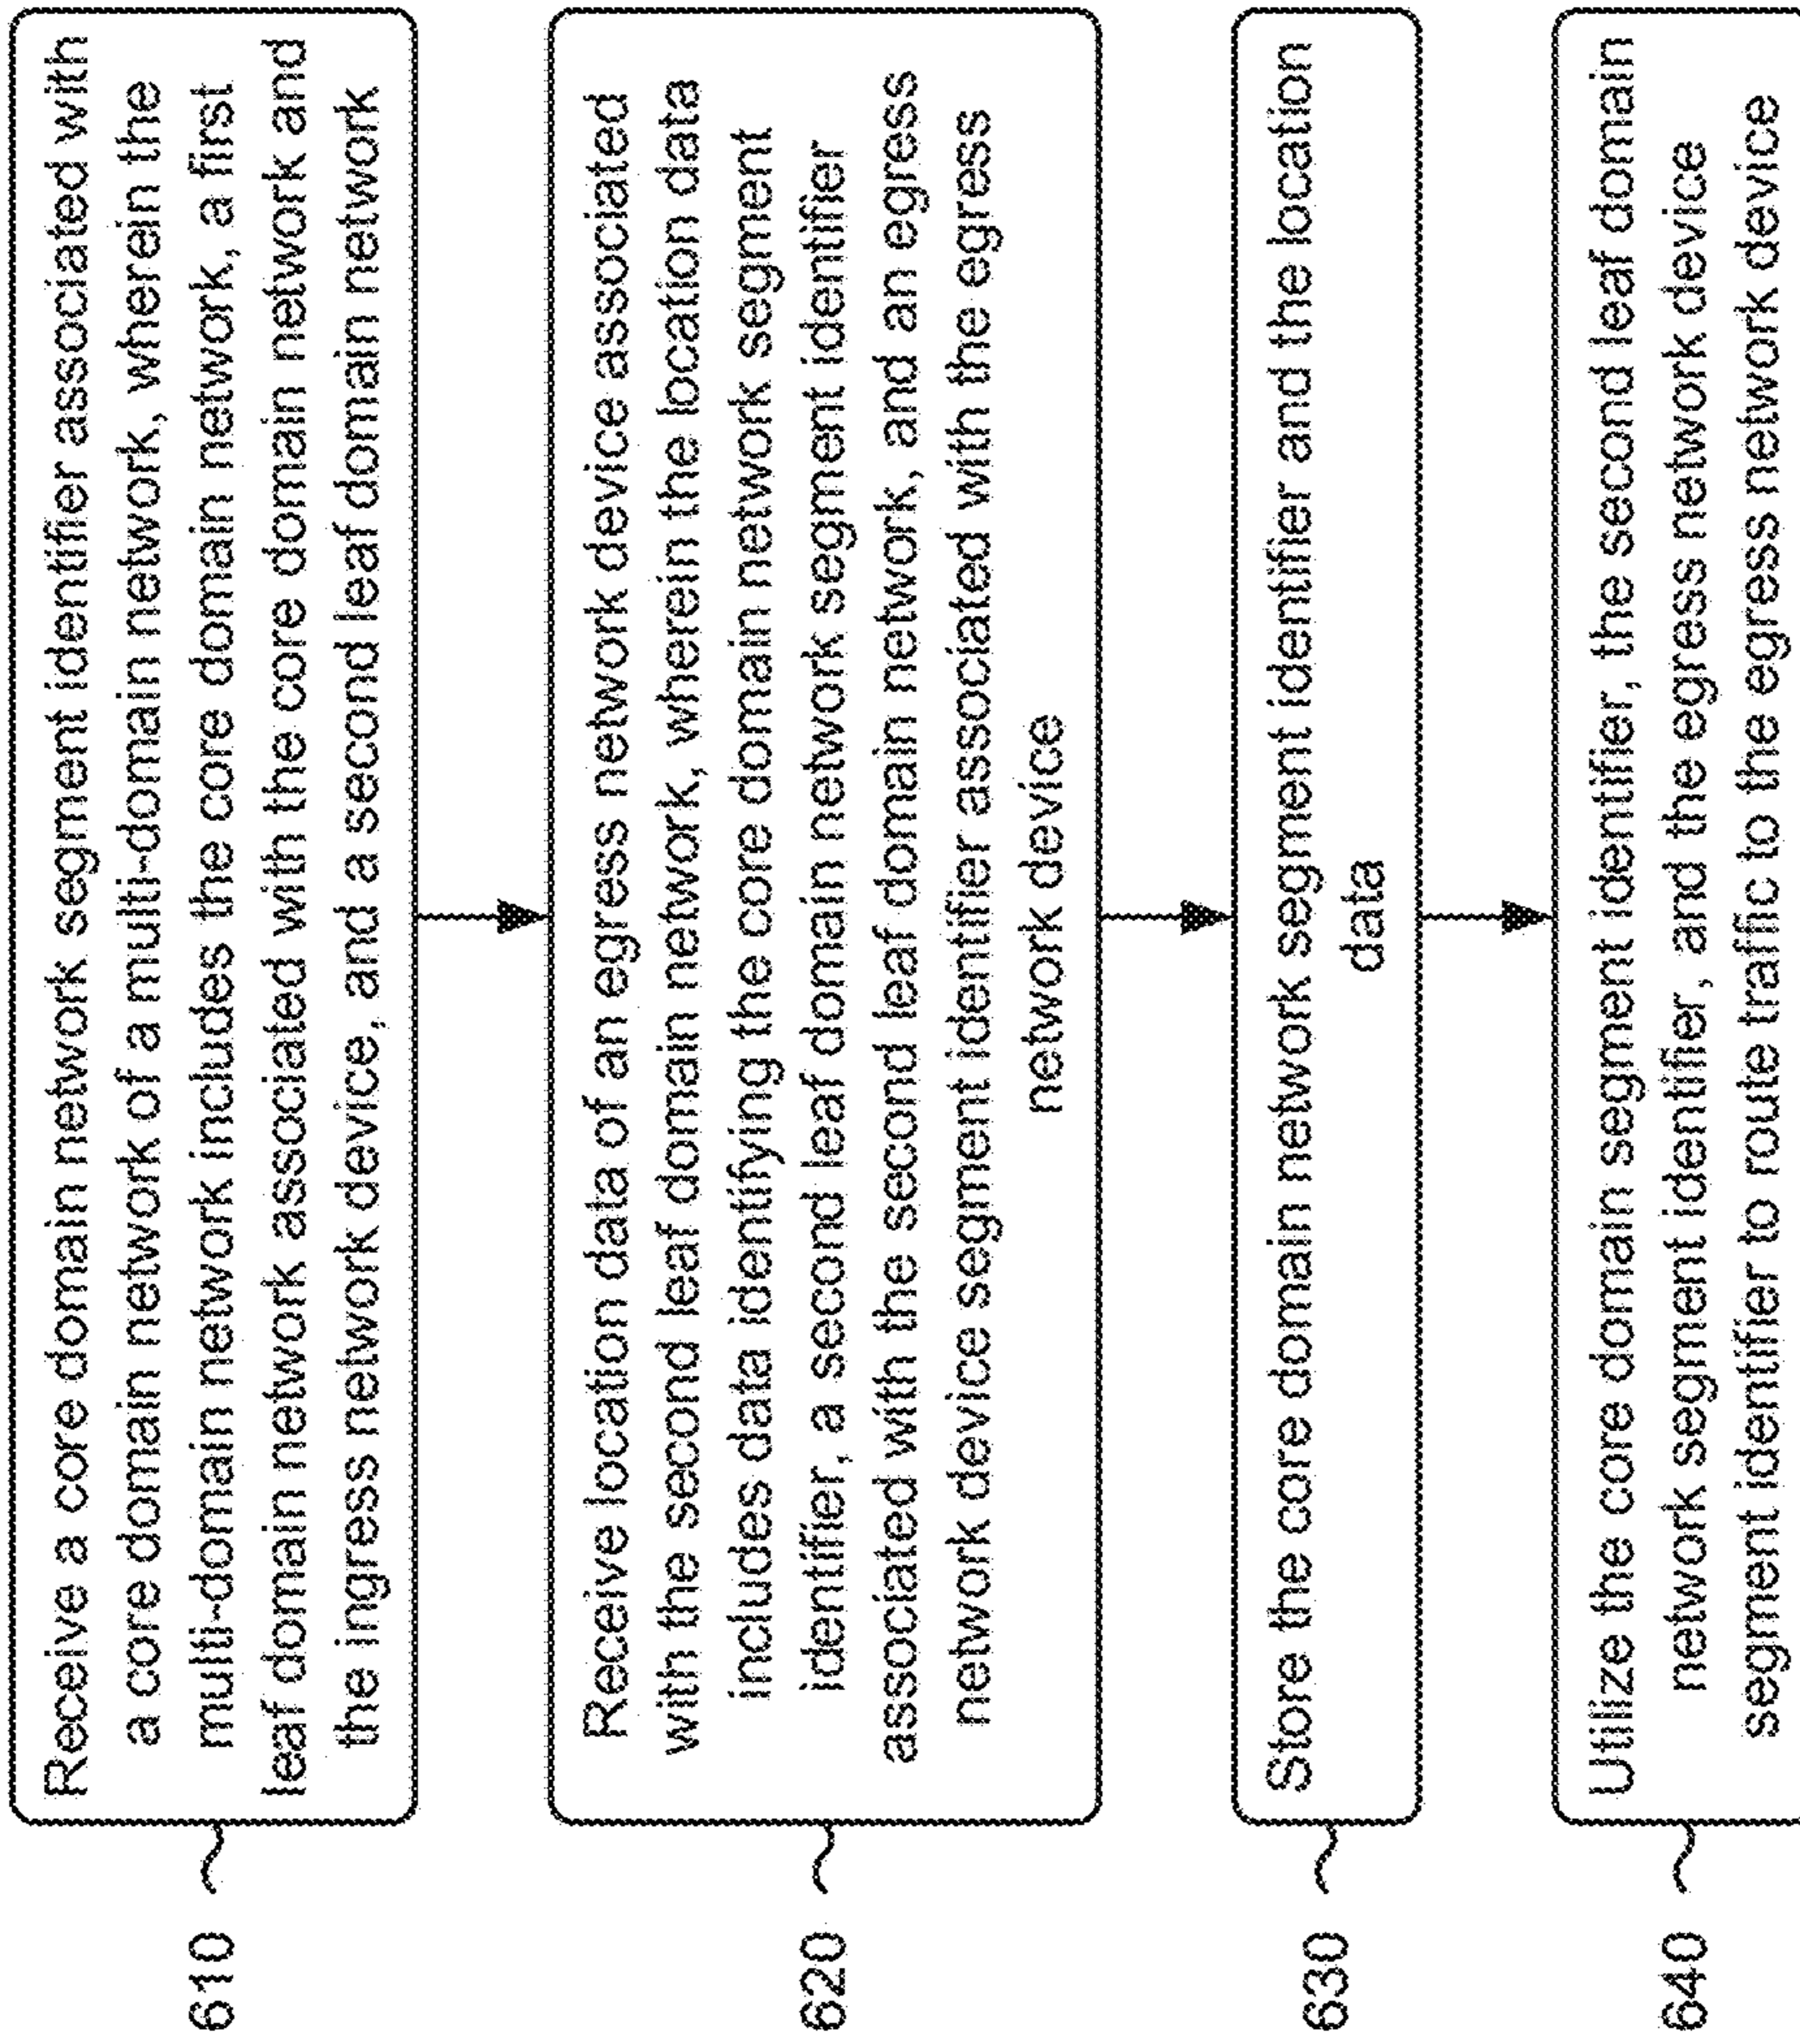 610
Receive a core domain network segment identifier associated with
a core domain network of a multi-domain network, wherein the
multi-domain network includes the core domain network, a first
leaf domain network associated with the core domain network and
the ingress network device, and a second leaf domain network
620
Receive location data of an egress network device associated
with the second leaf domain network, wherein the location data
includes data identifying the core domain network segment
identifier, a second leaf domain network segment identifier
associated with the second leaf domain network, and an egress
network device segment identifier associated with the egress
network device
630
Store the core domain network segment identifier and the location
data
640
Utilize the core domain segment identifier, the second leaf domain
network segment identifier, and the egress network device
segment identifier to route traffic to the egress network device